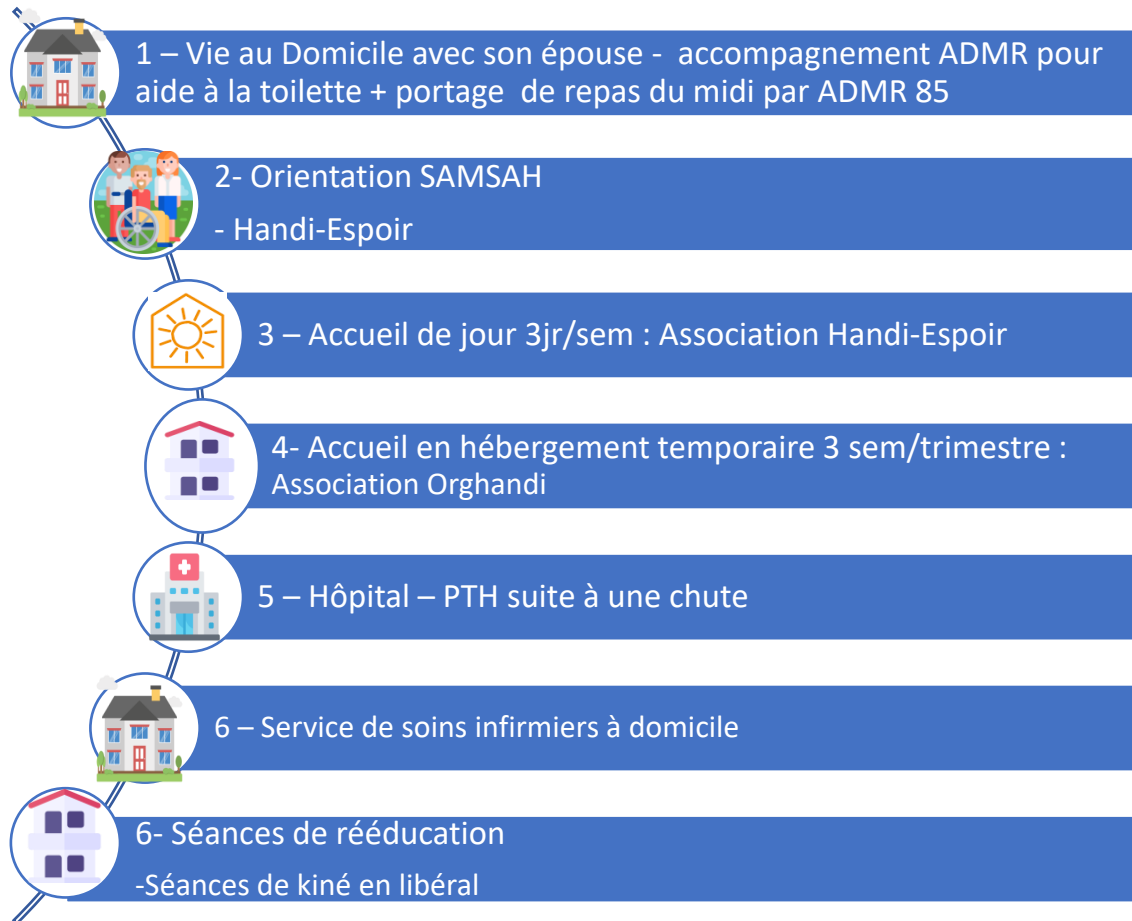 1 – Vie au Domicile avec son épouse - accompagnement ADMR pour
aide à la toilette + portage de repas du midi par ADMR 85
2- Orientation SAMSAH
- Handi-Espoir
3 – Accueil de jour 3jr/sem : Association Handi-Espoir
4- Accueil en hébergement temporaire 3 sem/trimestre :
Association Orghandi
5 – Hôpital – PTH suite à une chute
6 – Service de soins infirmiers à domicile
6- Séances de rééducation
-Séances de kiné en libéral